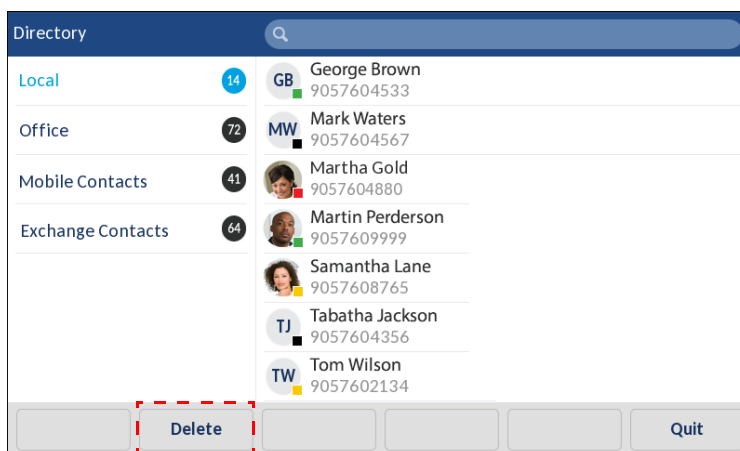 Directory
Local 14
Office 72
Mobile Contacts 41
Exchange Contacts 64
GB George Brown
9057604533
MW Mark Waters
9057604567
Martha Gold
9057604880
Martin Perderson
9057609999
Samantha Lane
9057608765
TJ Tabatha Jackson
9057604356
TW Tom Wilson
9057602134
Delete Quit